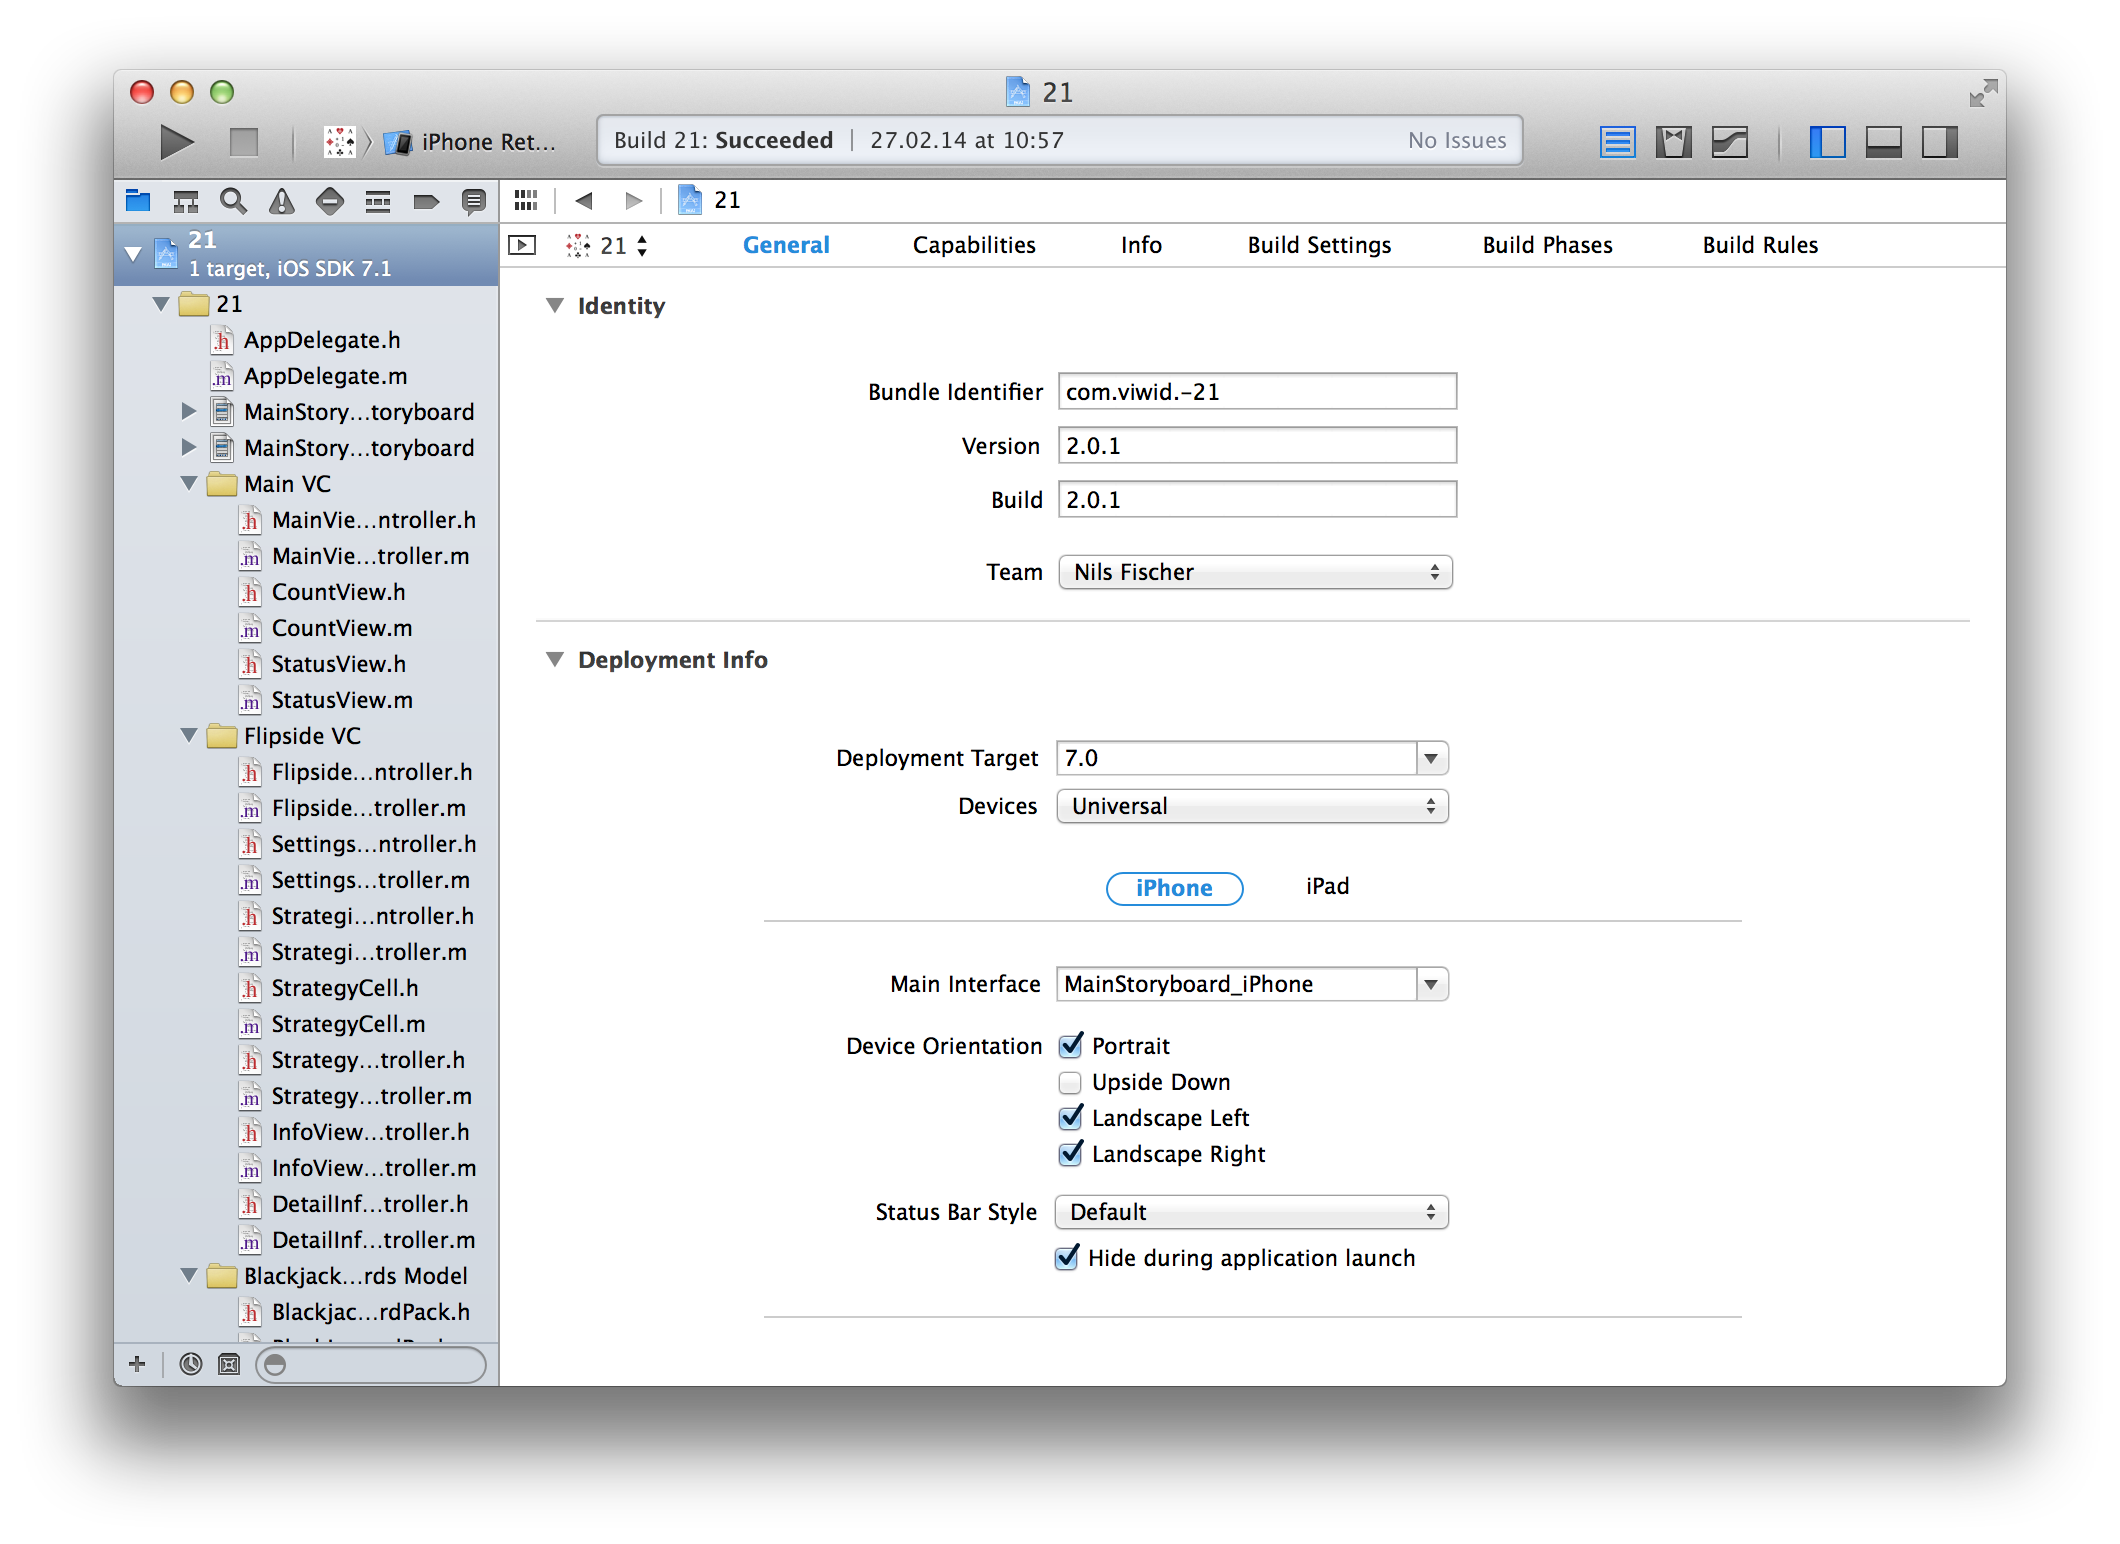 21
iPhone Ret...
Build 21: Succeeded | 27.02.14 at 10:57
No Issues
21
21
1 target, iOS SDK 7.1
21
AppDelegate.h
AppDelegate.m
MainStory...toryboard
MainStory...toryboard
Main VC
MainVie...ntroller.h
MainVie...troller.m
CountView.h
CountView.m
StatusView.h
StatusView.m
Flipside VC
Flipside...ntroller.h
Flipside...troller.m
Settings...ntroller.h
Settings...troller.m
Strategi...ntroller.h
Strategi...troller.m
StrategyCell.h
StrategyCell.m
Strategy...troller.h
Strategy...troller.m
InfoView...troller.h
InfoView...troller.m
DetailInf...troller.h
DetailInf...troller.m
Blackjack...rds Model
Blackjac...rdPack.h
21
General
Capabilities
Info
Build Settings
Build Phases
Build Rules
Identity
Bundle Identifier com.viwid.-21
Version 2.0.1
Build 2.0.1
Team Nils Fischer
Deployment Info
Deployment Target 7.0
Devices Universal
iPhone iPad
Main Interface MainStoryboard_iPhone
Device Orientation Portrait
Upside Down
Landscape Left
Landscape Right
Status Bar Style Default
Hide during application launch